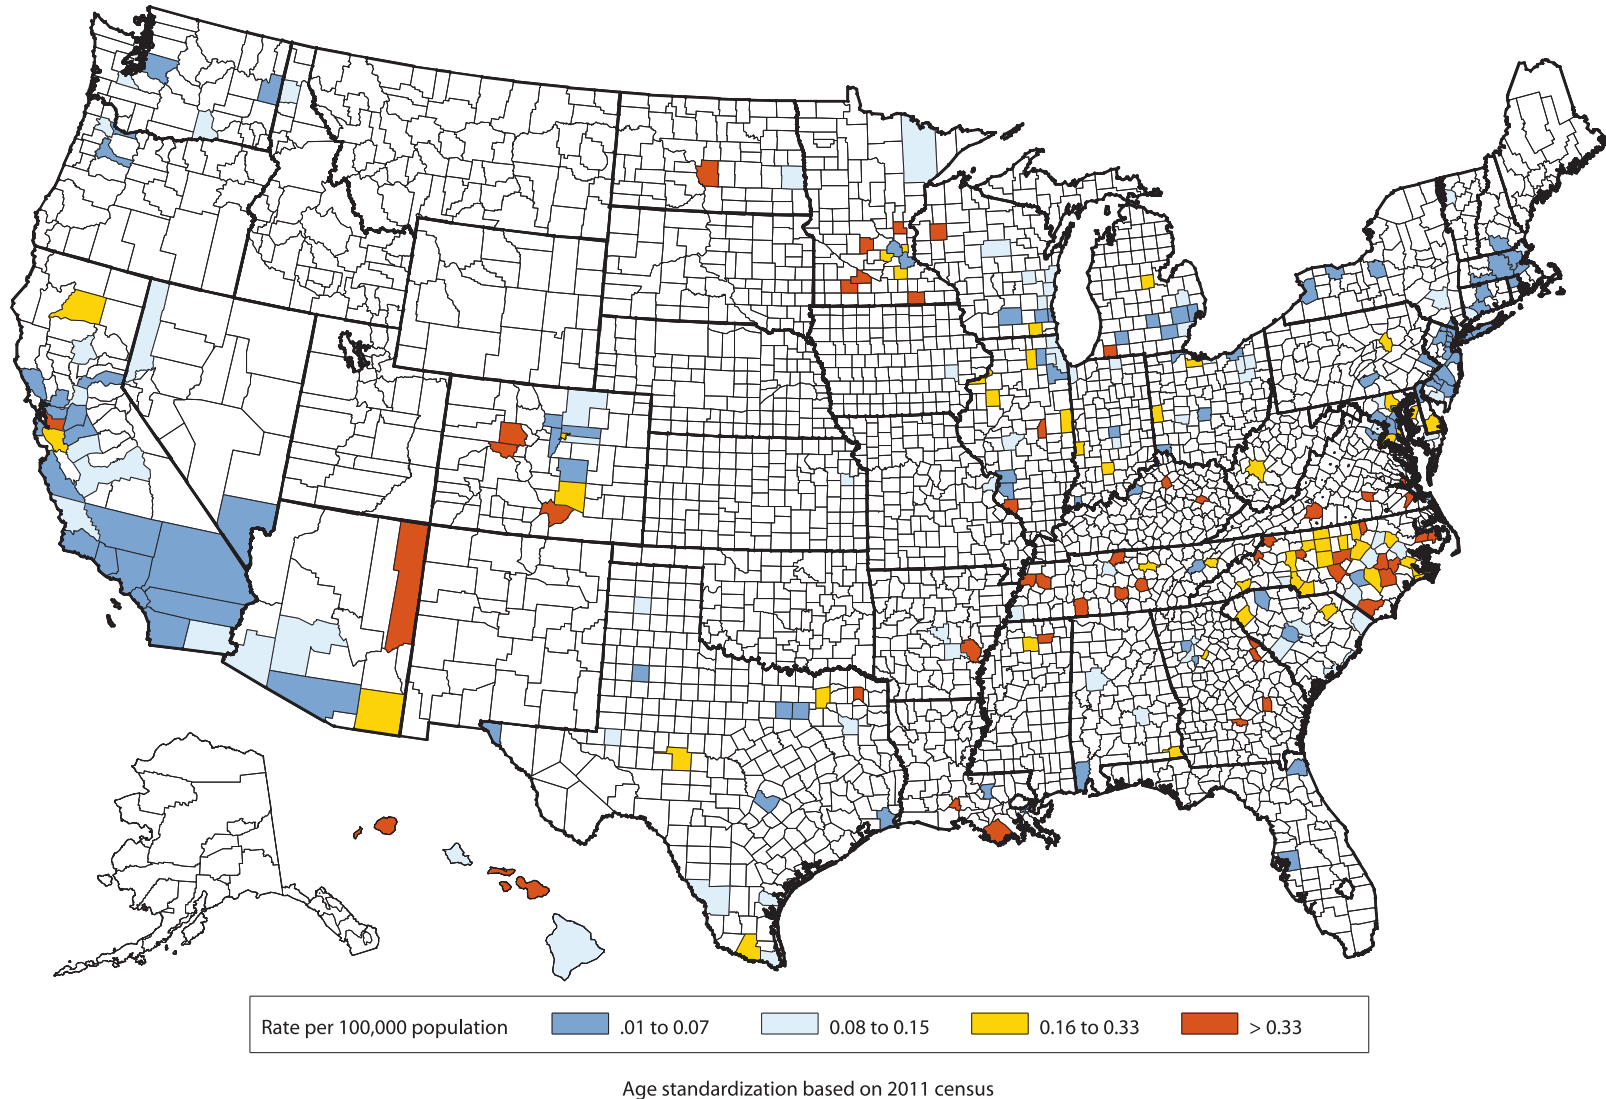 Rate per 100,000 population .01 to 0.07 0.08 to 0.15 0.16 to 0.33 > 0.33
Age standardization based on 2011 census